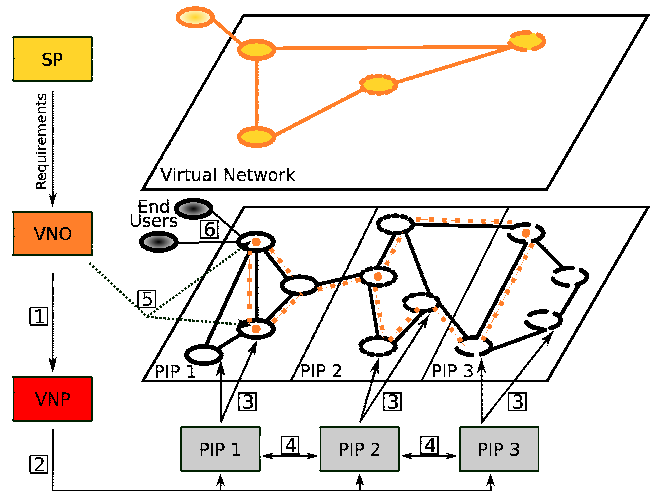 SP
Requirements
VNO
1
VNP
2
Virtual Network
End
Users
6
5
PIP 1
PIP 2
PIP 3
3
3
3
PIP 1
4
PIP 2
4
PIP 3